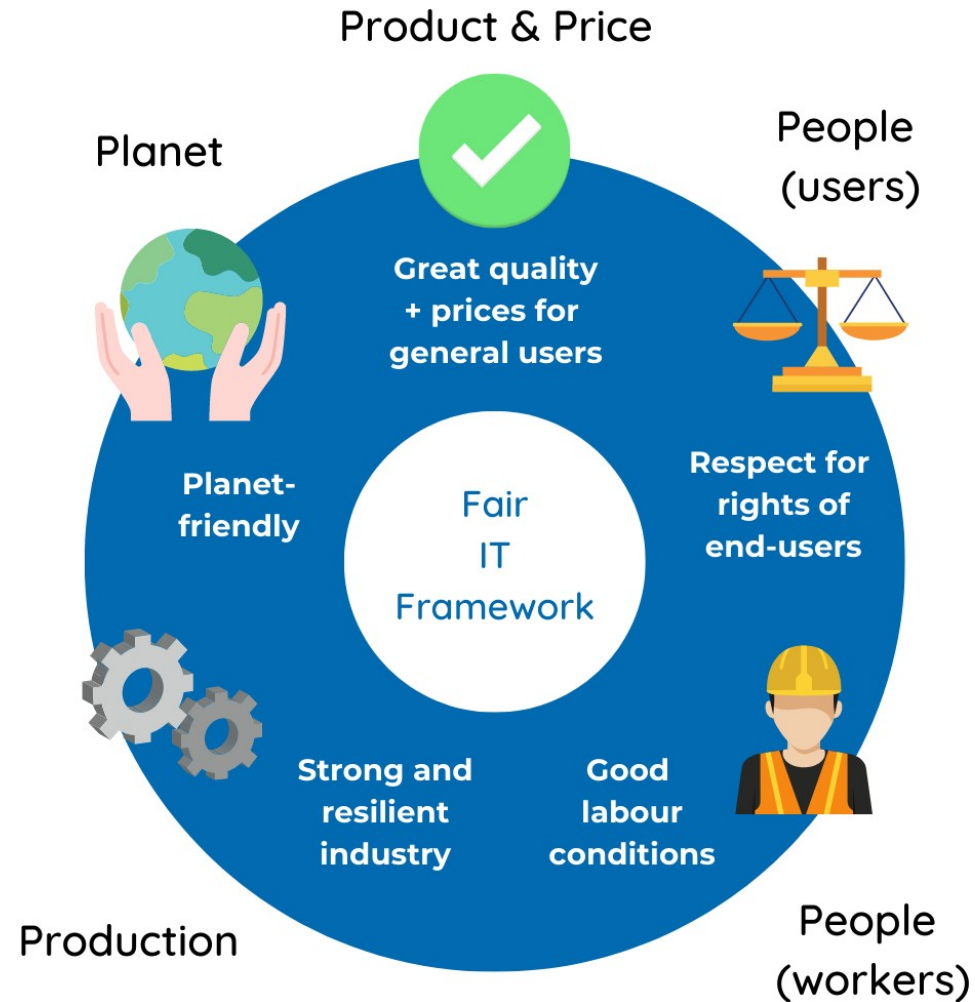 Product & Price
Planet
People
(users)
Great quality
+ prices for
general users
Planet-
friendly
Respect for
rights of
end-users
Fair
IT
Framework
Strong and
resilient
industry
Good
labour
conditions
Production
People
(workers)